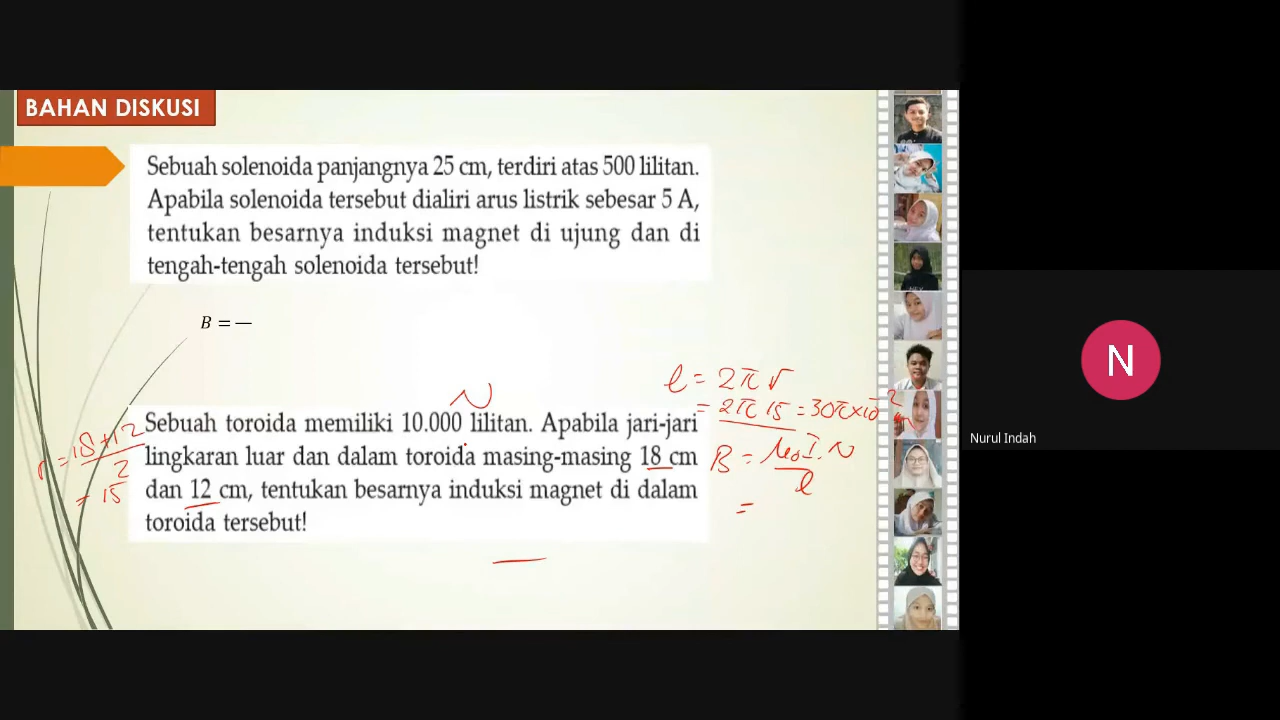 BAHAN DISKUSI
Sebuah solenoida panjangnya 25 cm, terdiri atas 500 lilitan.
Apabila solenoida tersebut dialiri arus listrik sebesar 5 A,
tentukan besarnya induksi magnet di ujung dan di
tengah-tengah solenoida tersebut!
B = —
N
Sebuah toroida memiliki 10.000 lilitan. Apabila jari-jari
lingkaran luar dan dalam toroida masing-masing 18 cm
dan 12 cm, tentukan besarnya induksi magnet di dalam
toroida tersebut!
r = 18+12 / 2
= 15
l = 2πr
= 2π 15 = 30π×10⁻² m
B = μ₀ I. N / l
=
N
Nurul Indah